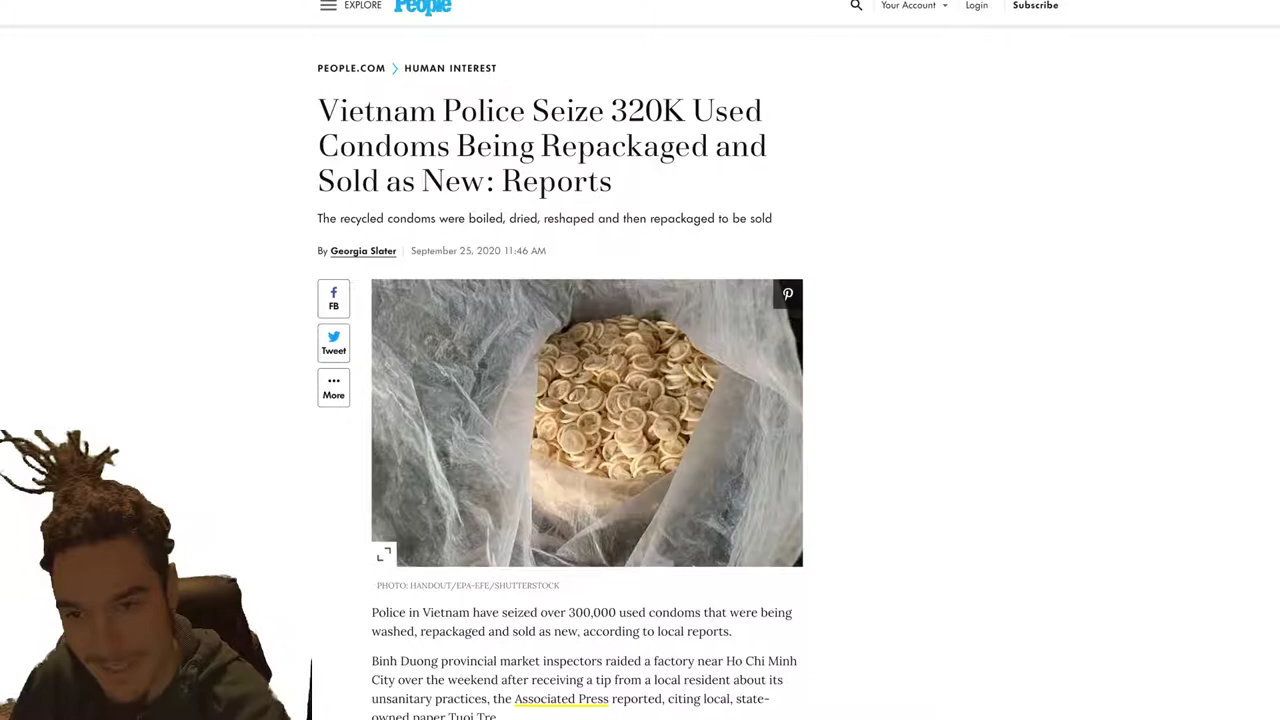 EXPLORE People Your Account Login Subscribe
PEOPLE.COM HUMAN INTEREST
Vietnam Police Seize 320K Used
Condoms Being Repackaged and
Sold as New: Reports
The recycled condoms were boiled, dried, reshaped and then repackaged to be sold
By Georgia Slater September 25, 2020 11:46 AM
FB
Tweet
More
PHOTO: HANDOUT/EPA-EFE/SHUTTERSTOCK
Police in Vietnam have seized over 300,000 used condoms that were being
washed, repackaged and sold as new, according to local reports.
Binh Duong provincial market inspectors raided a factory near Ho Chi Minh
City over the weekend after receiving a tip from a local resident about its
unsanitary practices, the Associated Press reported, citing local, state-
owned paper Tuoi Tre.